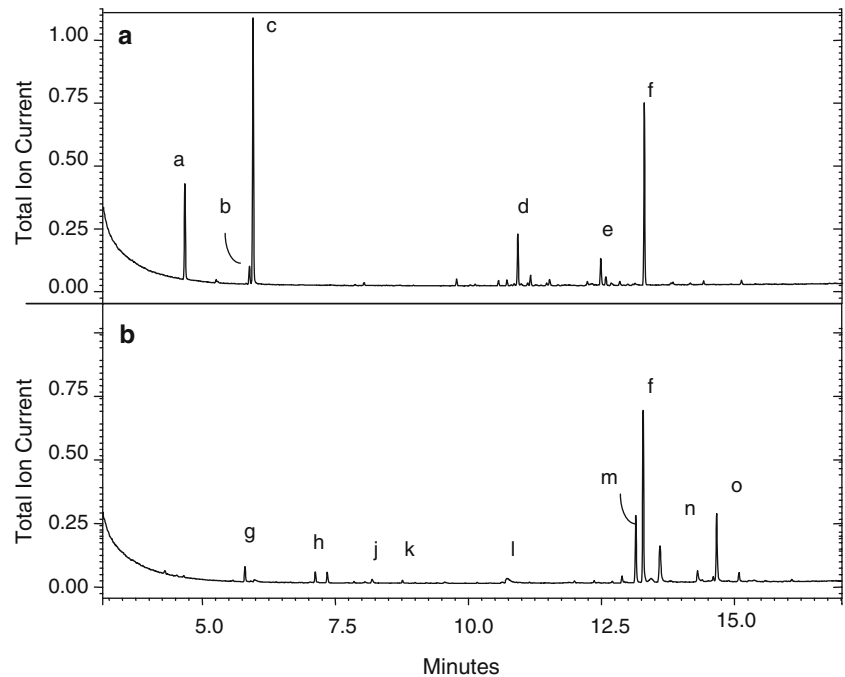 a
1.00
0.75
0.50
0.25
0.00
Total Ion Current
a
b
c
d
e
f
b
0.75
0.50
0.25
0.00
Total Ion Current
g
h
j
k
l
m
f
n
o
5.0 7.5 10.0 12.5 15.0
Minutes